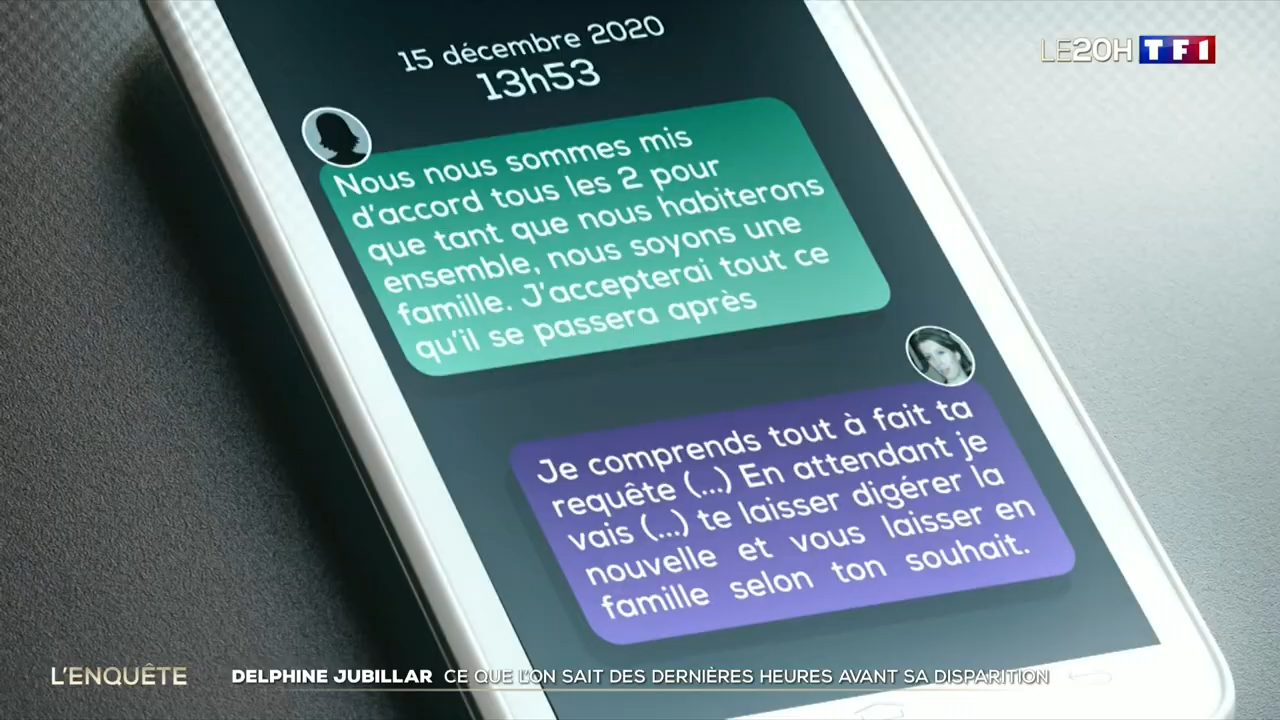 LE20H TF1
15 décembre 2020
13h53
Nous nous sommes mis
d'accord tous les 2 pour
que tant que nous habiterons
ensemble, nous soyons une
famille. J'accepterai tout ce
qu'il se passera après
Je comprends tout à fait ta
requête (...) En attendant je
vais (...) te laisser digérer la
nouvelle et vous laisser en
famille selon ton souhait.
L'ENQUÊTE
DELPHINE JUBILLAR CE QUE L'ON SAIT DES DERNIÈRES HEURES AVANT SA DISPARITION